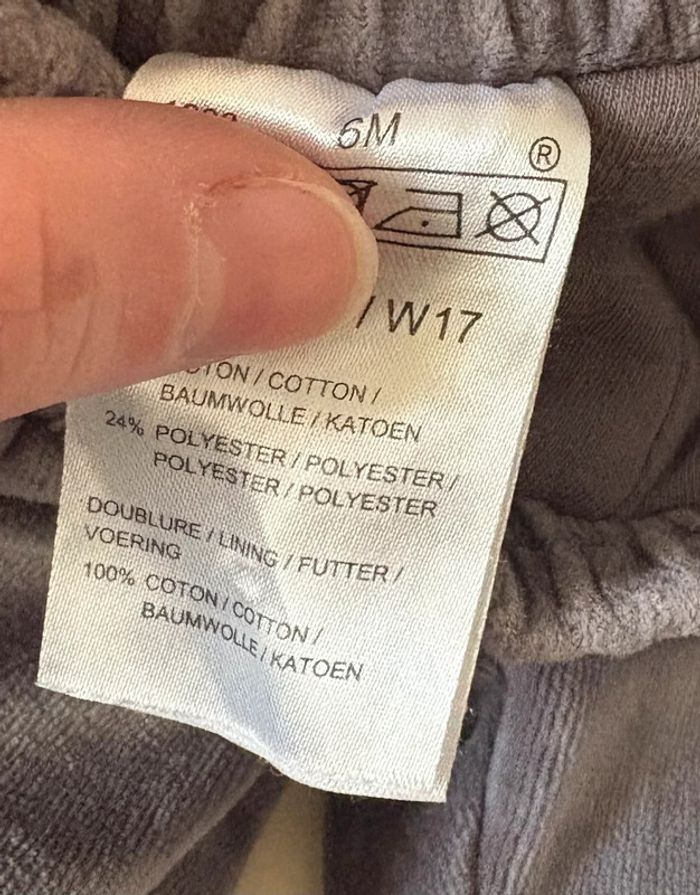 6M
®
/ W17
COTON / COTTON /
BAUMWOLLE / KATOEN
24% POLYESTER / POLYESTER /
POLYESTER / POLYESTER
DOUBLURE / LINING / FUTTER /
VOERING
100% COTON / COTTON /
BAUMWOLLE / KATOEN